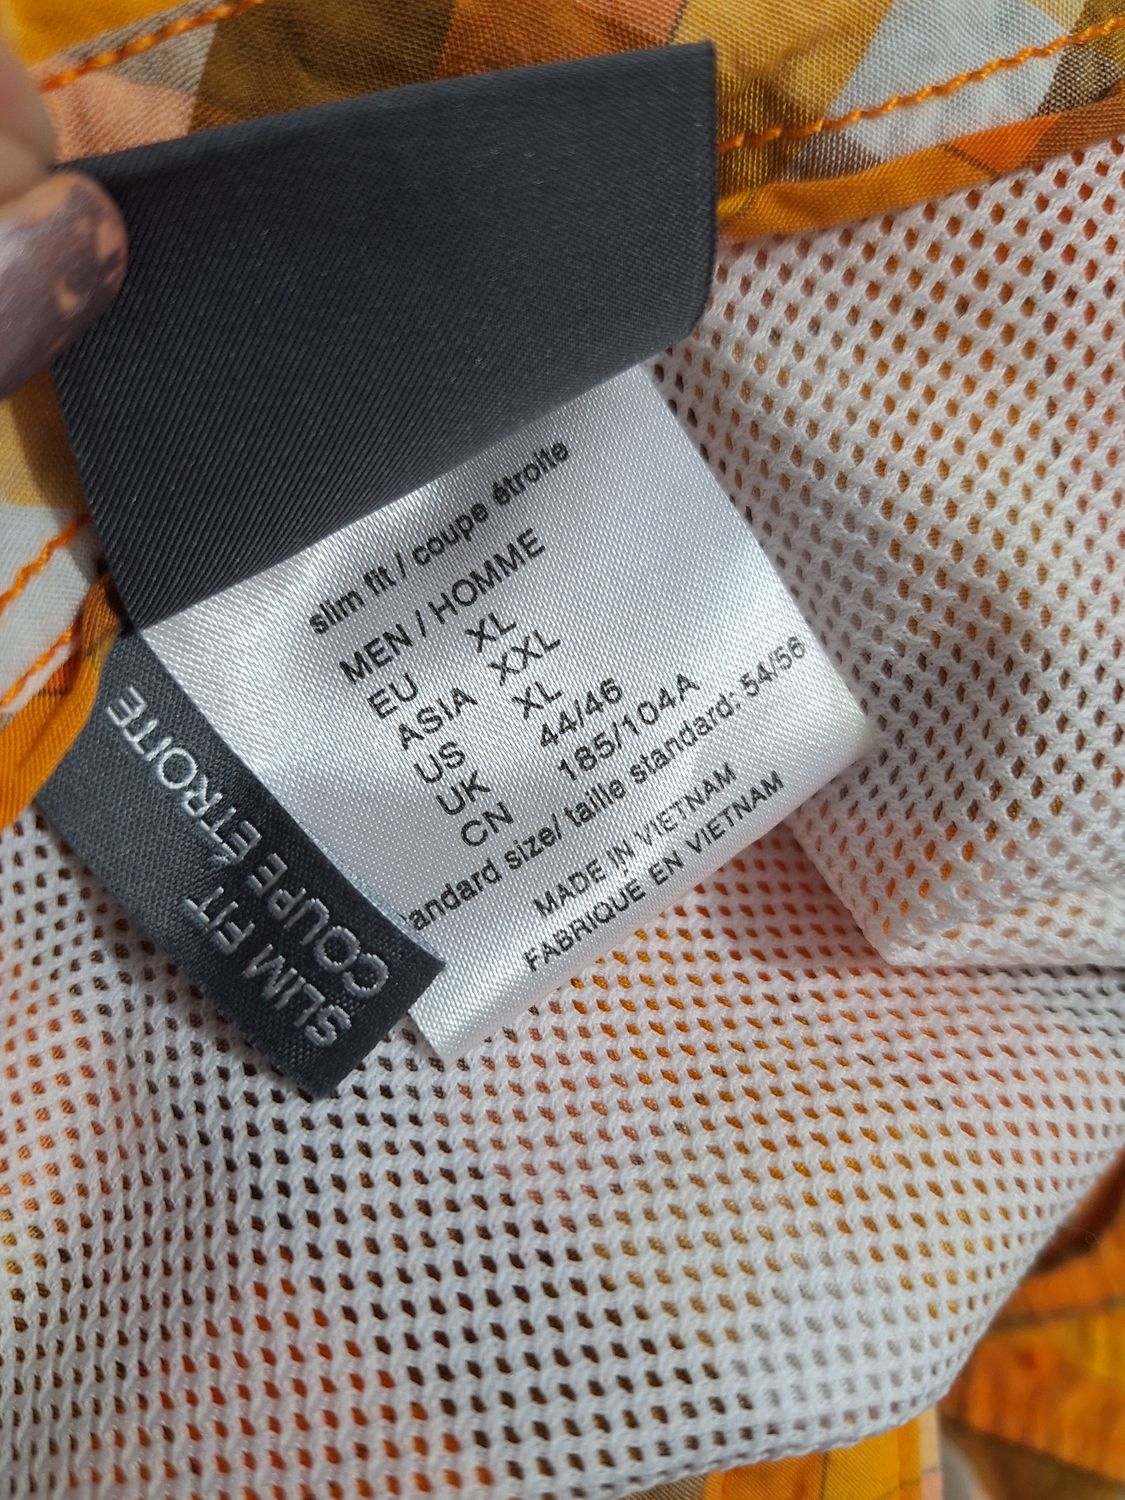 slim fit / coupe étroite
MEN / HOMME
EU XL
ASIA XXL
US XL
UK 44/46
CN 185/104A
andard size/ taille standard: 54/56
MADE IN VIETNAM
FABRIQUE EN VIETNAM
SLIM FIT
COUPE ÉTROITE